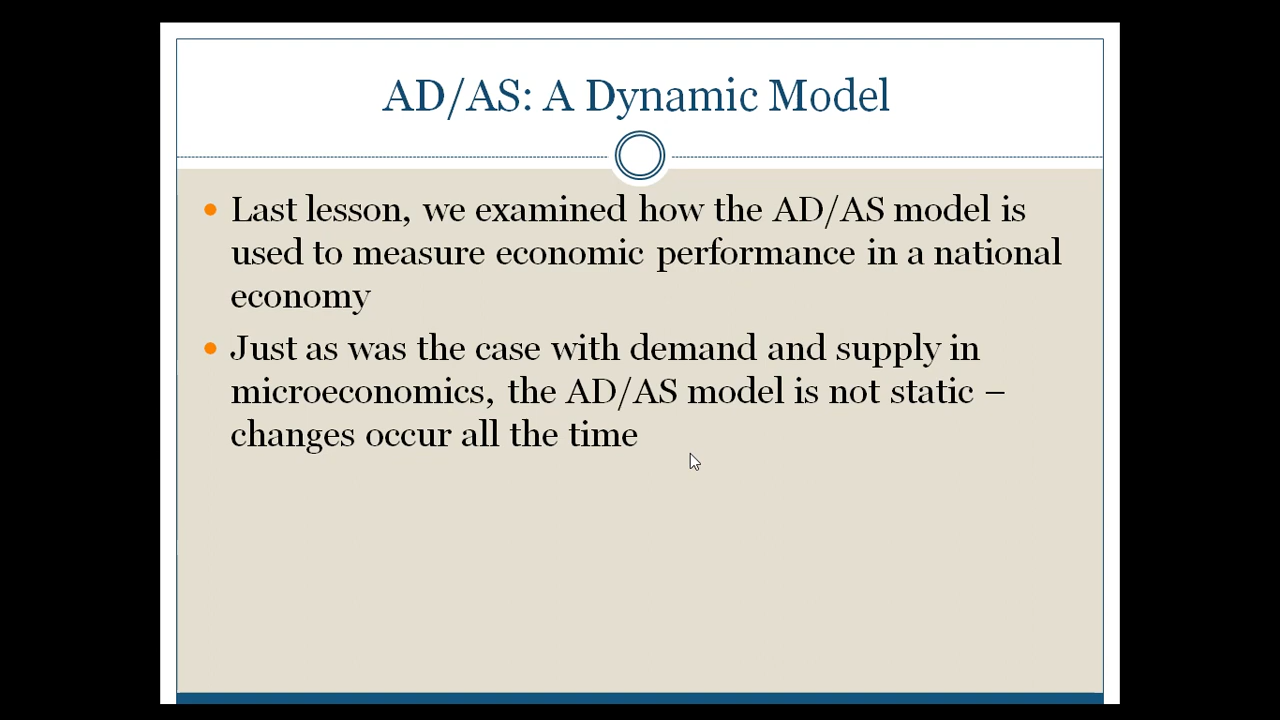 AD/AS: A Dynamic Model
• Last lesson, we examined how the AD/AS model is
used to measure economic performance in a national
economy
• Just as was the case with demand and supply in
microeconomics, the AD/AS model is not static –
changes occur all the time